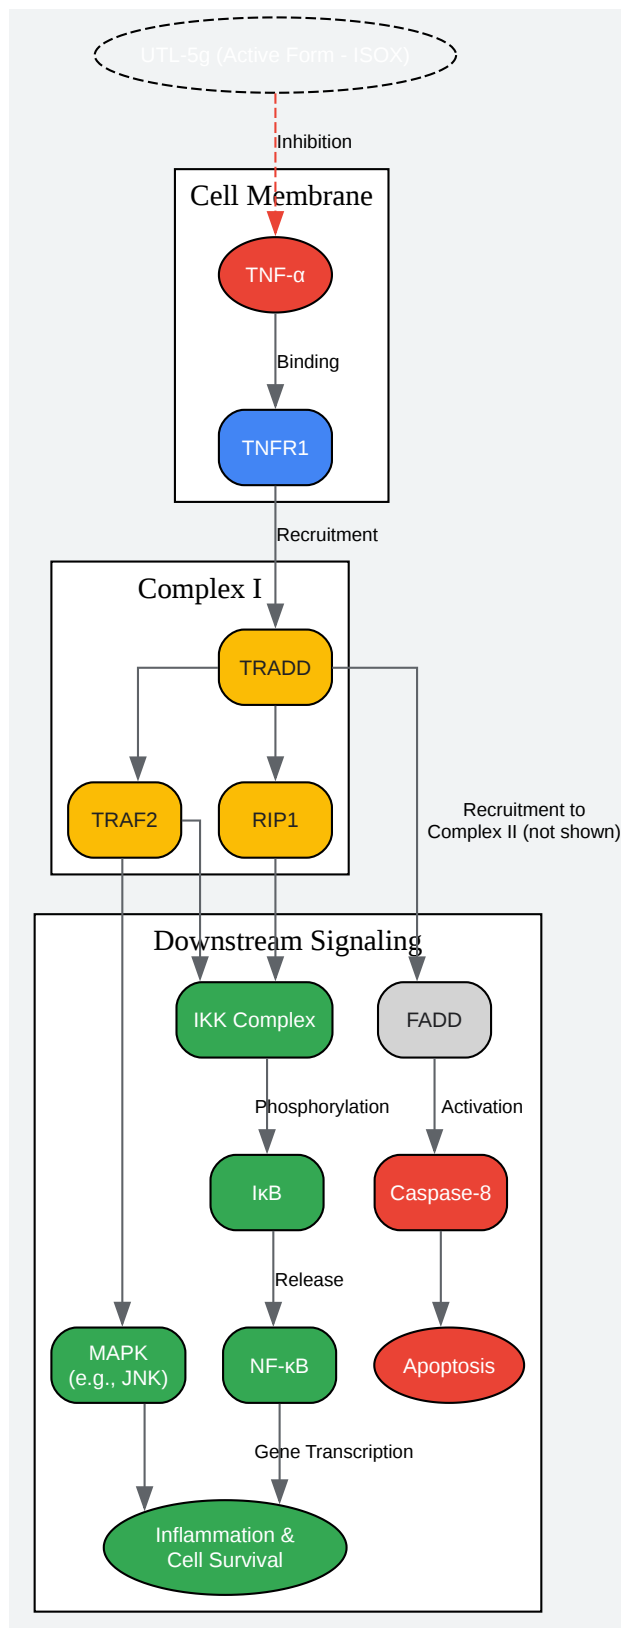 UTL-5g (Active Form - ISOX)
Inhibition
Cell Membrane
TNF-α
Binding
TNFR1
Recruitment
Complex I
TRADD
TRAF2
RIP1
Recruitment to
Complex II (not shown)
Downstream Signaling
IKK Complex
FADD
Phosphorylation
Activation
IκB
Caspase-8
Release
MAPK
(e.g., JNK)
NF-κB
Apoptosis
Gene Transcription
Inflammation &
Cell Survival